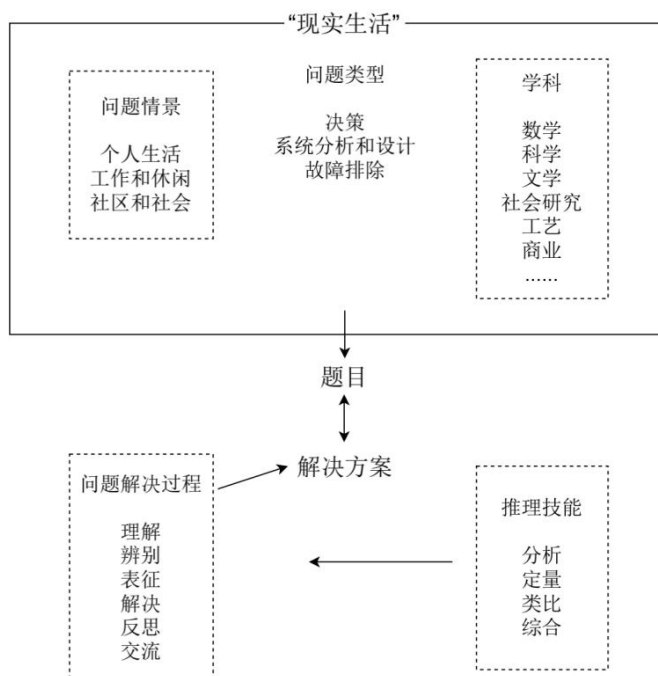 “现实生活”
问题情景
个人生活
工作和休闲
社区和社会
问题类型
决策
系统分析和设计
故障排除
学科
数学
科学
文学
社会研究
工艺
商业
……
题目
解决方案
问题解决过程
理解
辨别
表征
解决
反思
交流
推理技能
分析
定量
类比
综合